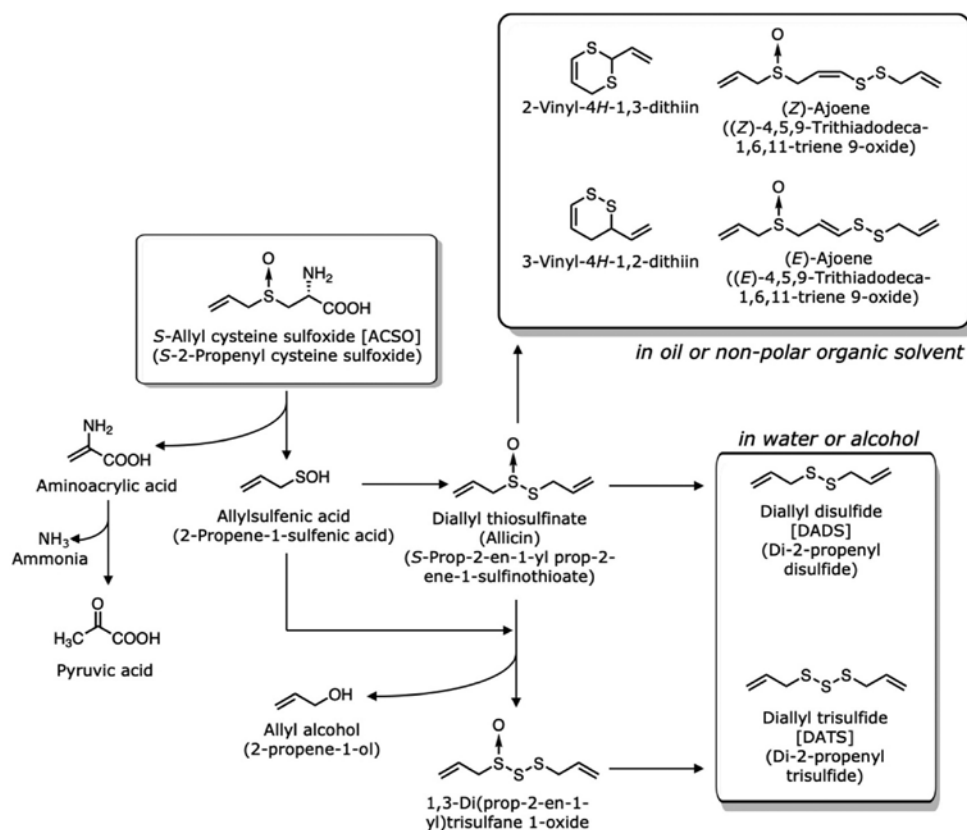 O
S
S
2-Vinyl-4H-1,3-dithiin
O
S
S
S
(Z)-Ajoene
((Z)-4,5,9-Trithiadodeca-
1,6,11-triene 9-oxide)
S
S
3-Vinyl-4H-1,2-dithiin
O
S
S
S
(E)-Ajoene
((E)-4,5,9-Trithiadodeca-
1,6,11-triene 9-oxide)
in oil or non-polar organic solvent
O
NH₂
S
COOH
S-Allyl cysteine sulfoxide [ACSO]
(S-2-Propenyl cysteine sulfoxide)
NH₂
COOH
Aminoacrylic acid
NH₃
Ammonia
O
H₃C
COOH
Pyruvic acid
SOH
Allylsulfenic acid
(2-Propene-1-sulfenic acid)
O
S
S
Diallyl thiosulfinate
(Allicin)
(S-Prop-2-en-1-yl prop-2-
ene-1-sulfinothioate)
in water or alcohol
S
S
Diallyl disulfide
[DADS]
(Di-2-propenyl
disulfide)
OH
Allyl alcohol
(2-propene-1-ol)
O
S
S
S
1,3-Di(prop-2-en-1-
yl)trisulfane 1-oxide
S
S
S
Diallyl trisulfide
[DATS]
(Di-2-propenyl
trisulfide)